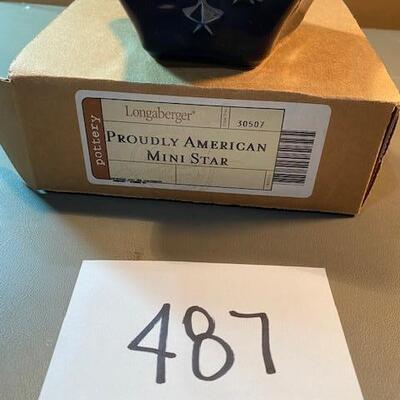 Longaberger®
30507
pottery
PROUDLY AMERICAN
MINI STAR
487